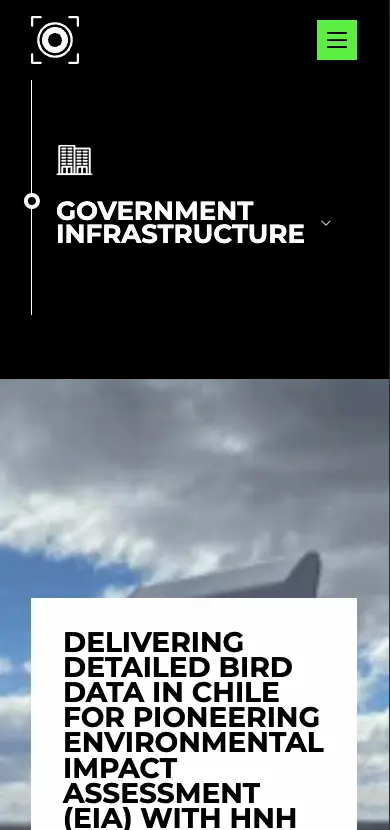 GOVERNMENT
INFRASTRUCTURE
DELIVERING
DETAILED BIRD
DATA IN CHILE
FOR PIONEERING
ENVIRONMENTAL
IMPACT
ASSESSMENT
(EIA) WITH HNH